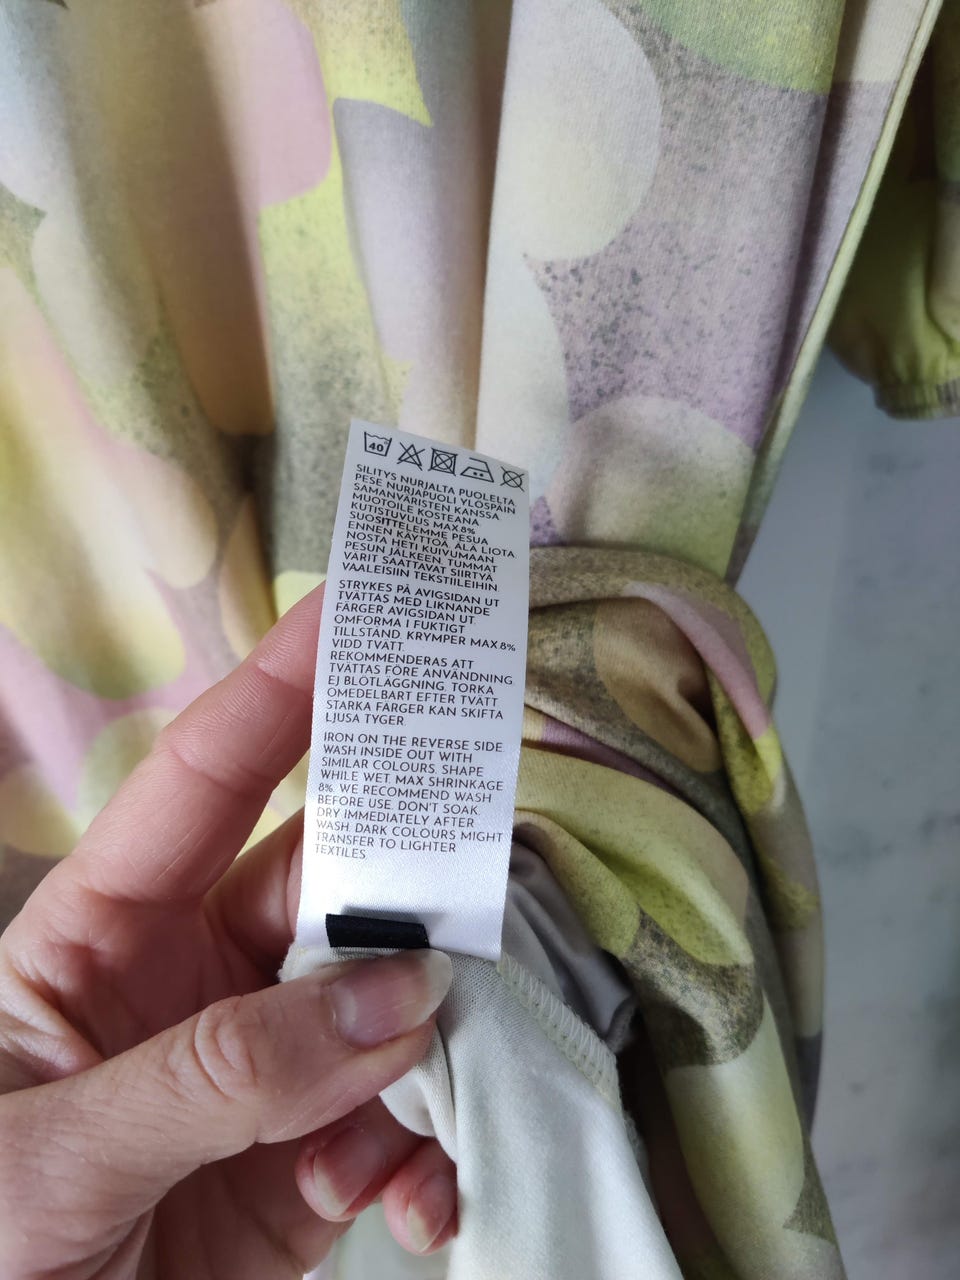 40°
SILITYS NURJALTA PUOLELTA
PESE NURJAPUOLI YLÖSPÄIN
SAMANVÄRISTEN KANSSA.
MUOTOILE KOSTEANA
KUTISTUVUUS MAX 8%
SUOSITTELEMME PESUA
ENNEN KÄYTTÖÄ. ÄLÄ LIOTA.
NOSTA HETI KUIVUMAAN
PESUN JÄLKEEN. TUMMAT
VÄRIT SAATTAVAT SIIRTYÄ
VAALEISIIN TEKSTIILEIHIN.
STRYKES PÅ AVIGSIDAN UT
TVÄTTAS MED LIKNANDE
FÄRGER AVIGSIDAN UT.
OMFORMA I FUKTIGT
TILLSTAND. KRYMPER MAX.8%
VIDD TVÄTT.
REKOMMENDERAS ATT
TVÄTTAS FÖRE ANVÄNDNING.
EJ BLÖTLÄGGNING. TORKA
OMEDELBART EFTER TVÄTT
STARKA FÄRGER KAN SKIFTA
LJUSA TYGER.
IRON ON THE REVERSE SIDE.
WASH INSIDE OUT WITH
SIMILAR COLOURS. SHAPE
WHILE WET. MAX SHRINKAGE
8%. WE RECOMMEND WASH
BEFORE USE. DON'T SOAK.
DRY IMMEDIATELY AFTER
WASH. DARK COLOURS MIGHT
TRANSFER TO LIGHTER
TEXTILES